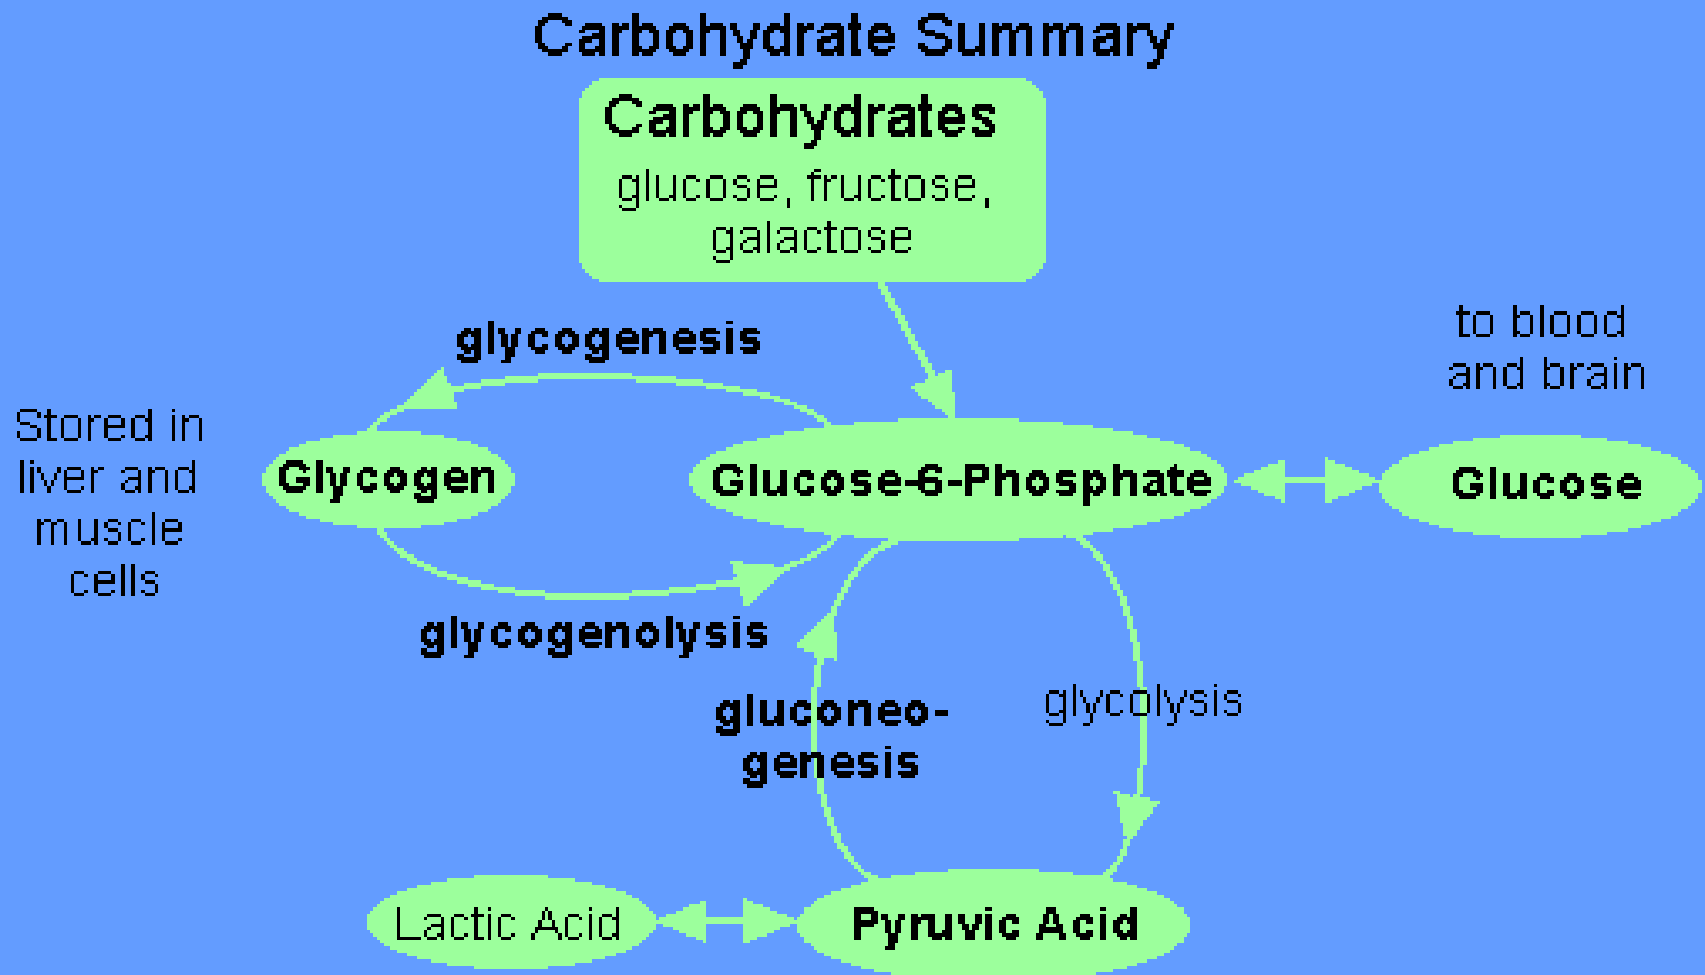 Carbohydrate Summary
Carbohydrates
glucose, fructose,
galactose
glycogenesis
to blood
and brain
Stored in
liver and
muscle
cells
Glycogen
Glucose-6-Phosphate
Glucose
glycogenolysis
gluconeo-
genesis
glycolysis
Lactic Acid
Pyruvic Acid